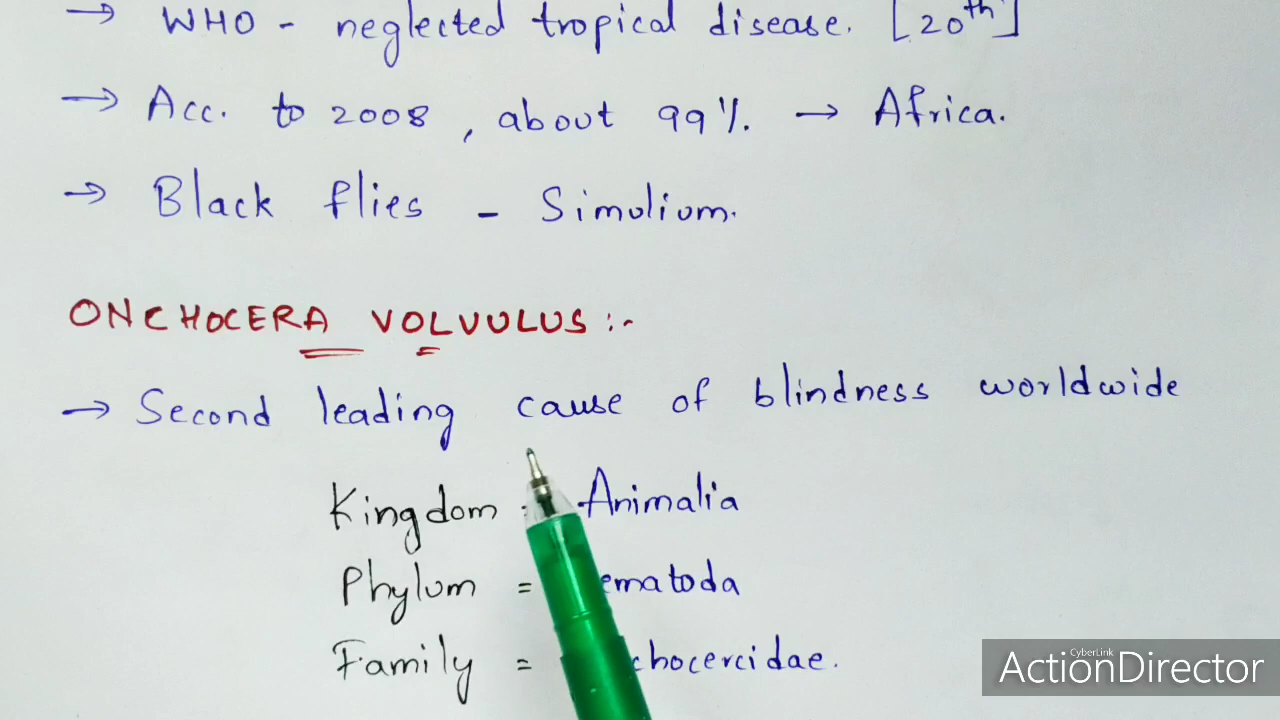 → WHO - neglected tropical disease. [20th]
→ Acc. to 2008, about 99%. → Africa.
→ Black flies - Simulium.
ONCHOCERA VOLVULUS :-
→ Second leading cause of blindness worldwide
Kingdom = Animalia
Phylum = ematoda
Family = chocercidae.
CyberLink
ActionDirector